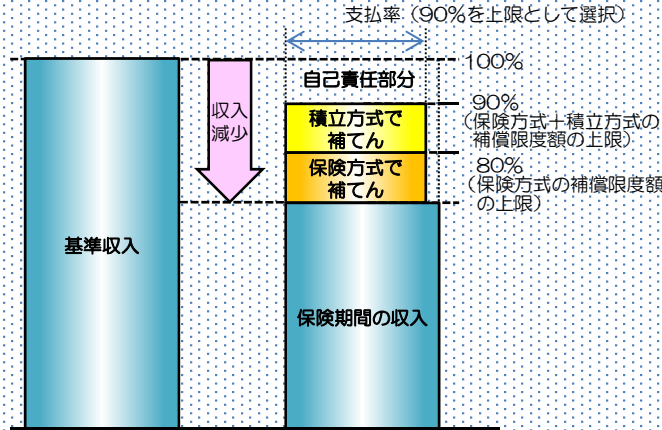 支払率（90％を上限として選択）
100％
自己責任部分
90％
（保険方式＋積立方式の
補償限度額の上限）
収入
減少
積立方式で
補てん
80％
（保険方式の補償限度額
の上限）
保険方式で
補てん
基準収入
保険期間の収入